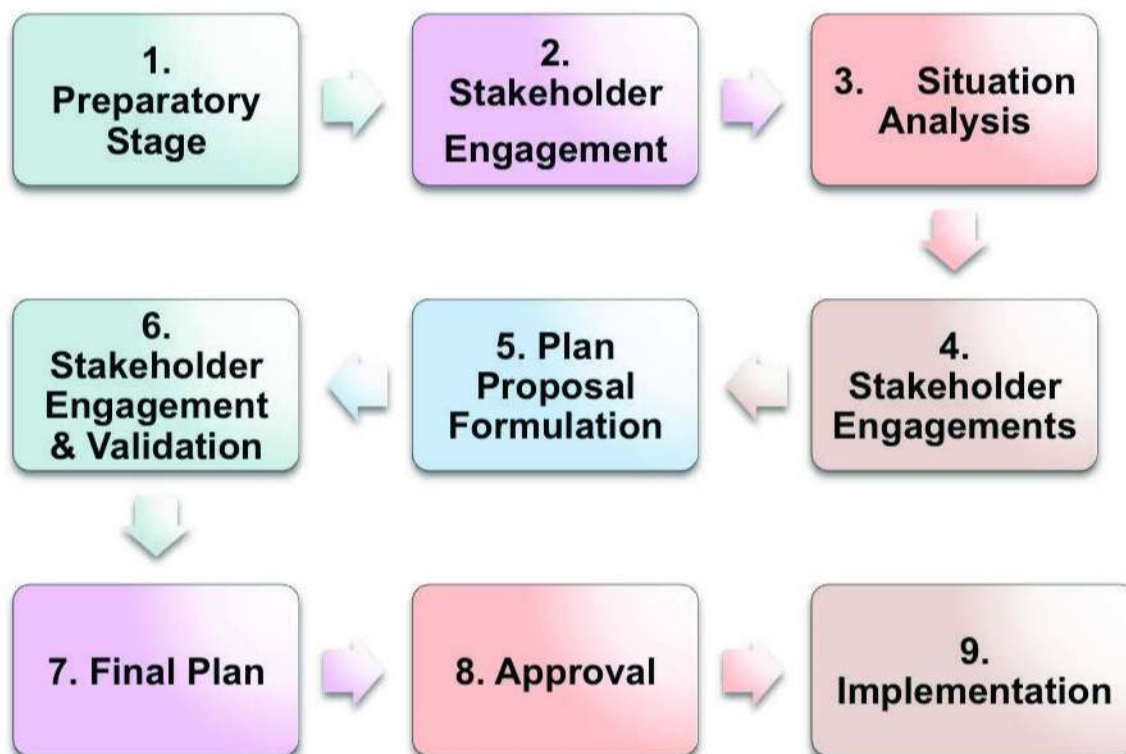 1.
Preparatory
Stage
2.
Stakeholder
Engagement
3. Situation
Analysis
4.
Stakeholder
Engagements
5. Plan
Proposal
Formulation
6.
Stakeholder
Engagement
& Validation
7. Final Plan
8. Approval
9.
Implementation